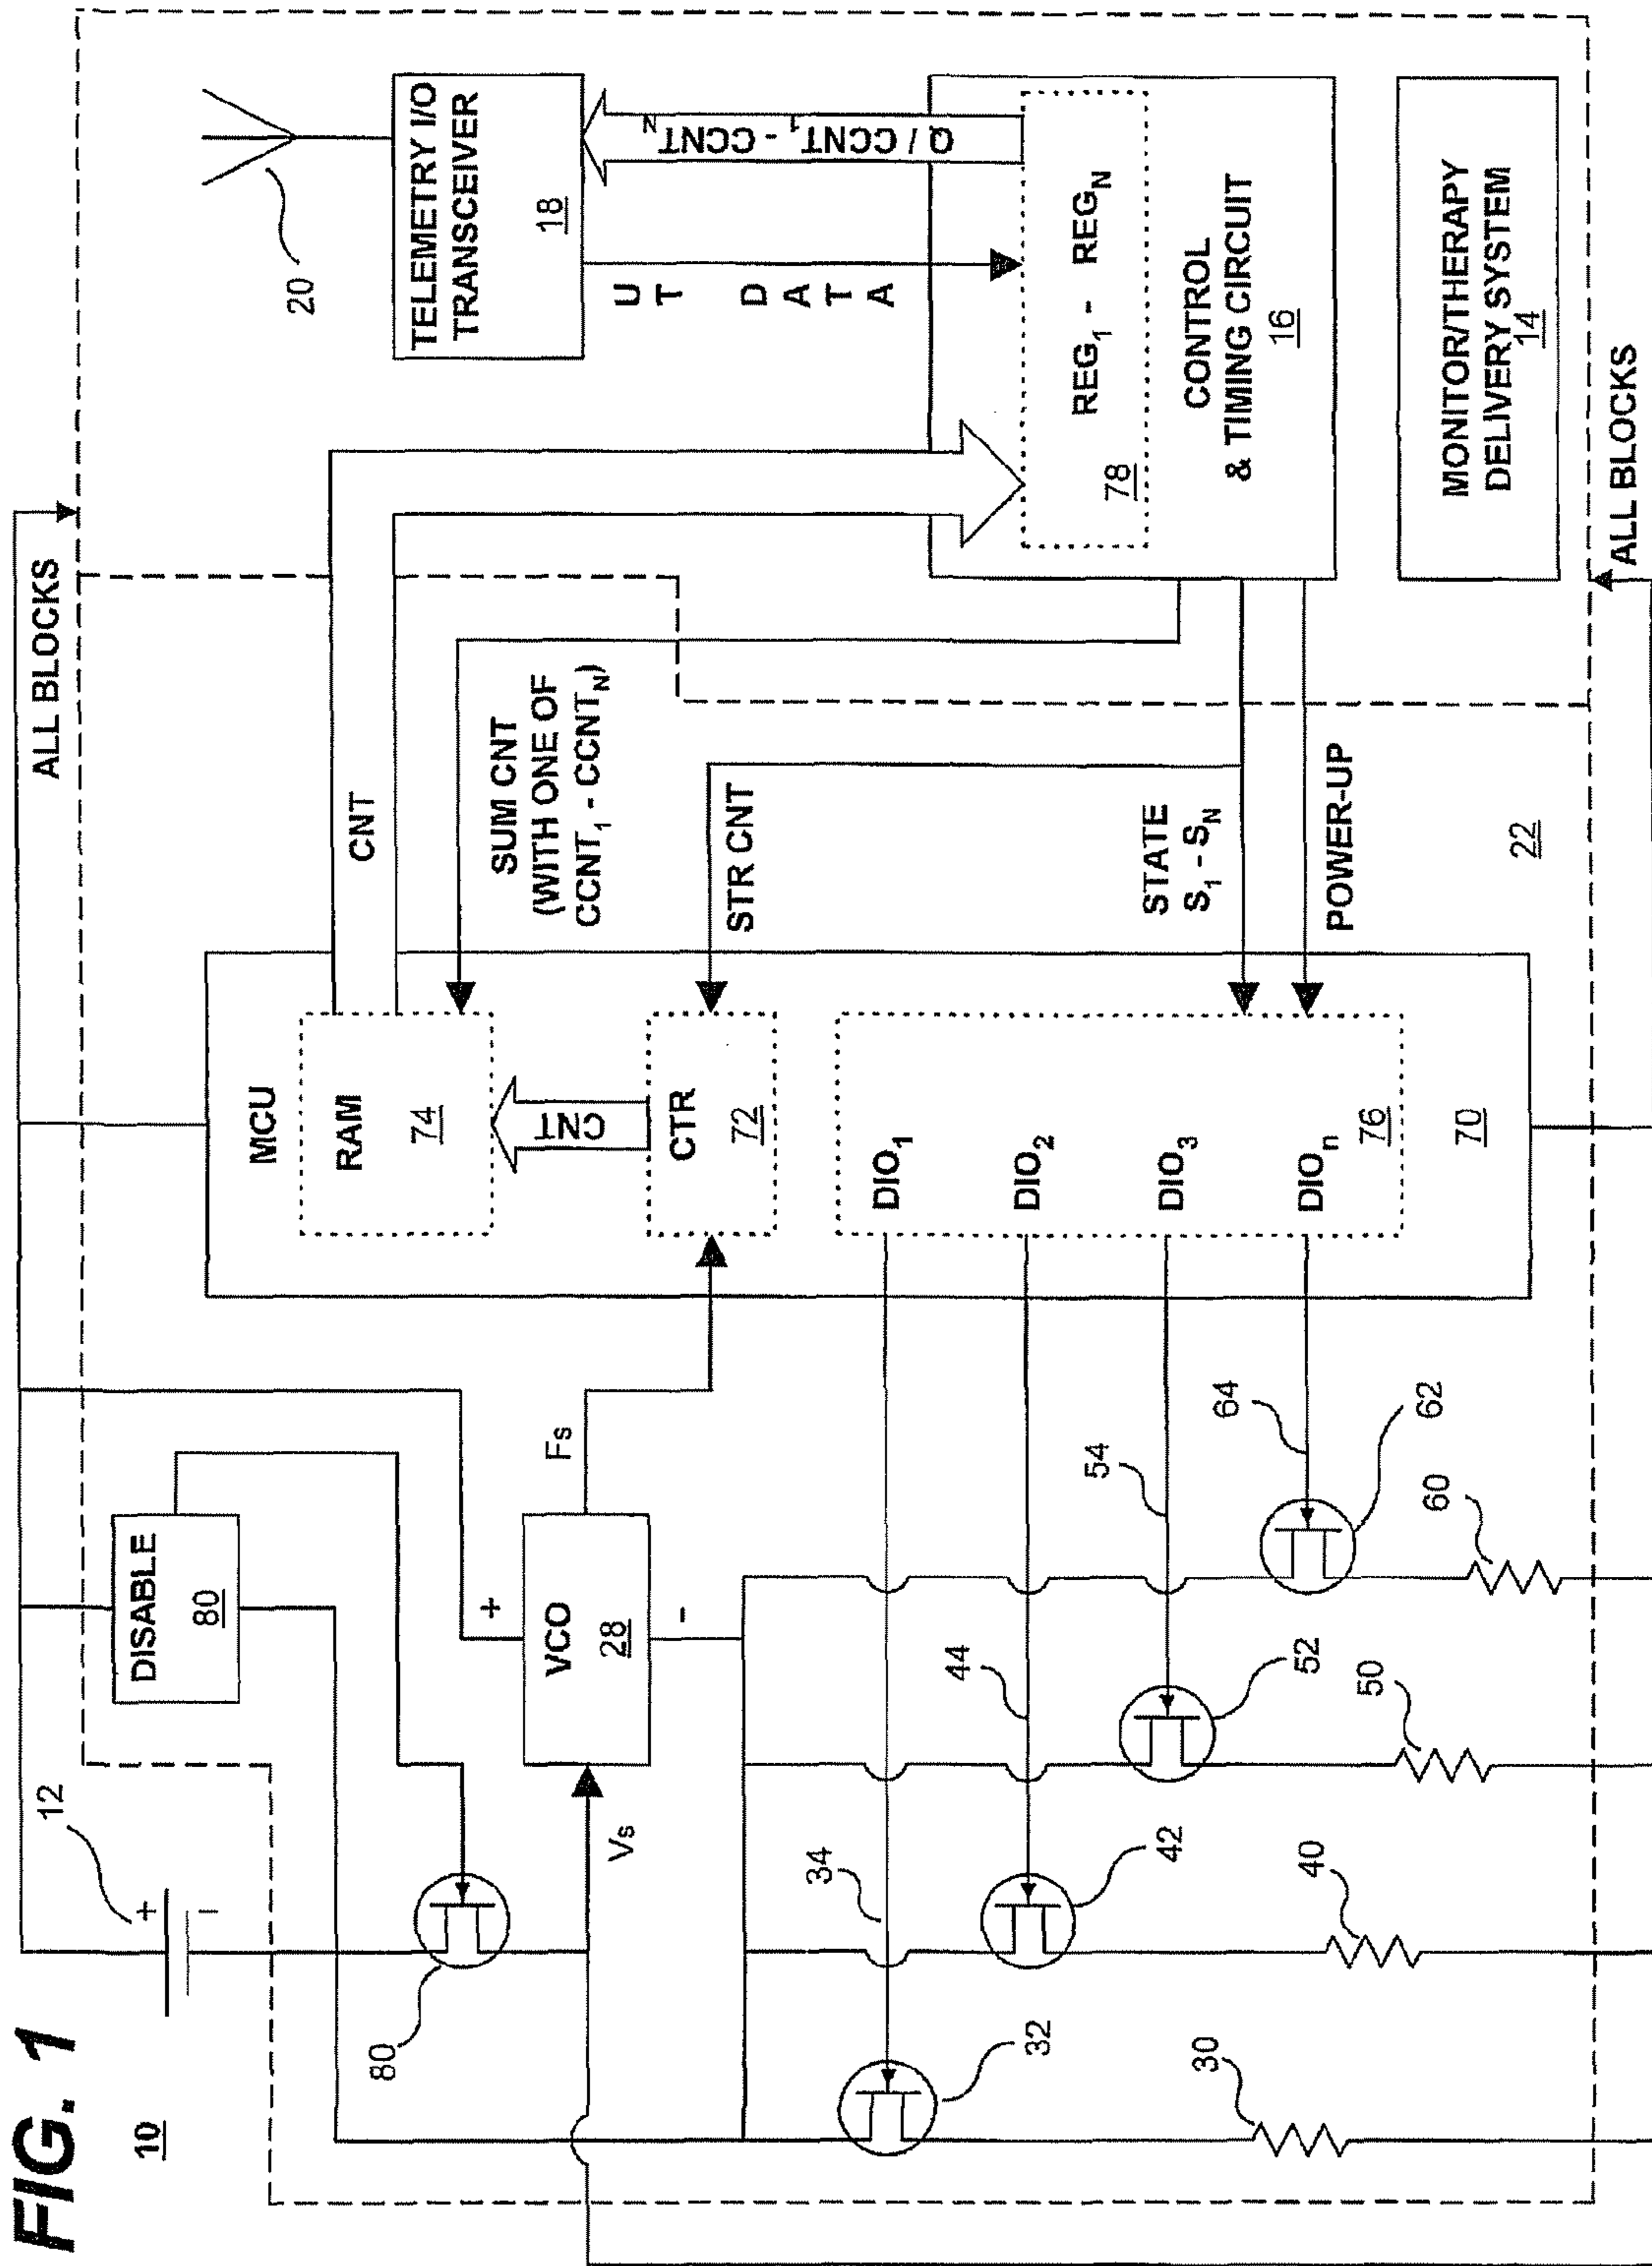 FIG. 1
10
12
+
-
ALL BLOCKS
DISABLE
80
80
+
VCO
28
-
Vs
Fs
MCU
RAM
74
CNT
CTR
72
DIO1
DIO2
DIO3
DIOn
76
70
CNT
SUM CNT
(WITH ONE OF
CCNT1 - CCNTN)
STR CNT
STATE
S1 - SN
POWER-UP
22
20
TELEMETRY I/O
TRANSCEIVER
18
UT DATA
Q / CCNT1 - CCNTN
REG1 - REGN
78
CONTROL
& TIMING CIRCUIT
16
MONITOR/THERAPY
DELIVERY SYSTEM
14
ALL BLOCKS
34
32
30
44
42
40
54
52
50
64
62
60